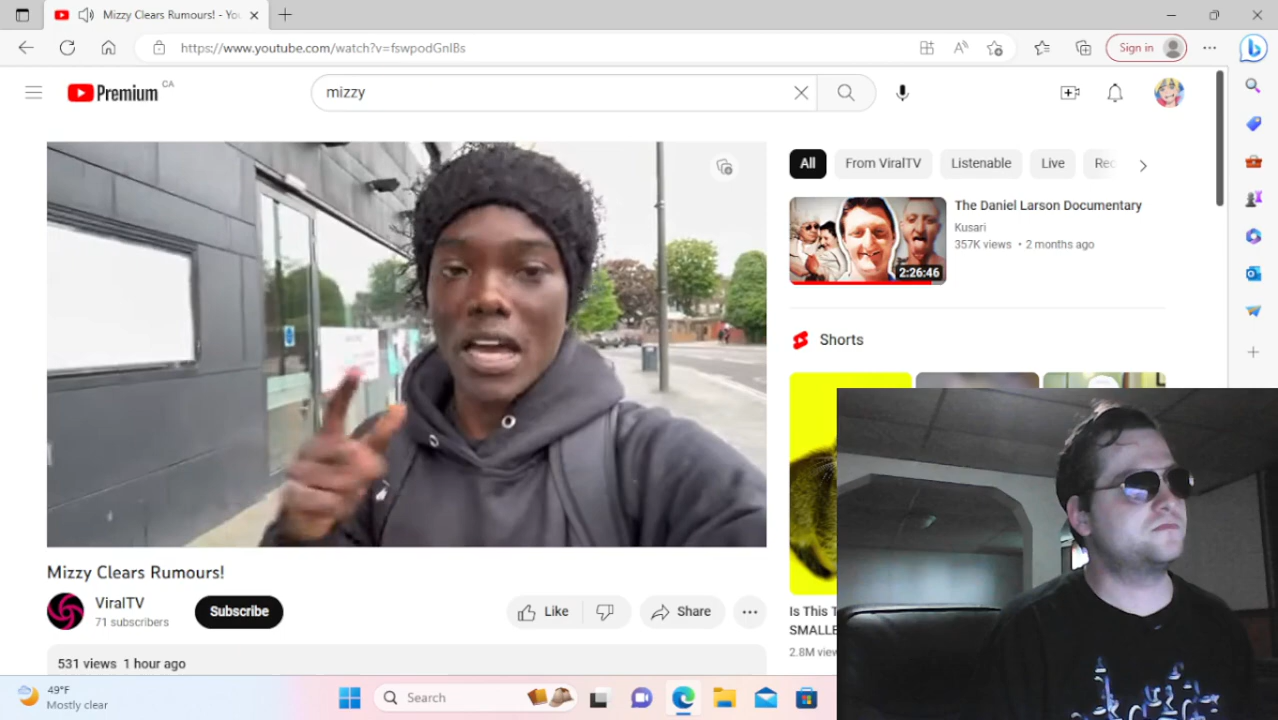 Mizzy Clears Rumours! - You
https://www.youtube.com/watch?v=fswpodGnIBs
Sign in
Premium CA
mizzy
All
From ViralTV
Listenable
Live
Rec
The Daniel Larson Documentary
Kusari
357K views • 2 months ago
2:26:46
Shorts
Mizzy Clears Rumours!
ViralTV
71 subscribers
Subscribe
Like
Share
531 views 1 hour ago
Is This T
SMALLE
2.8M view
49°F
Mostly clear
Search